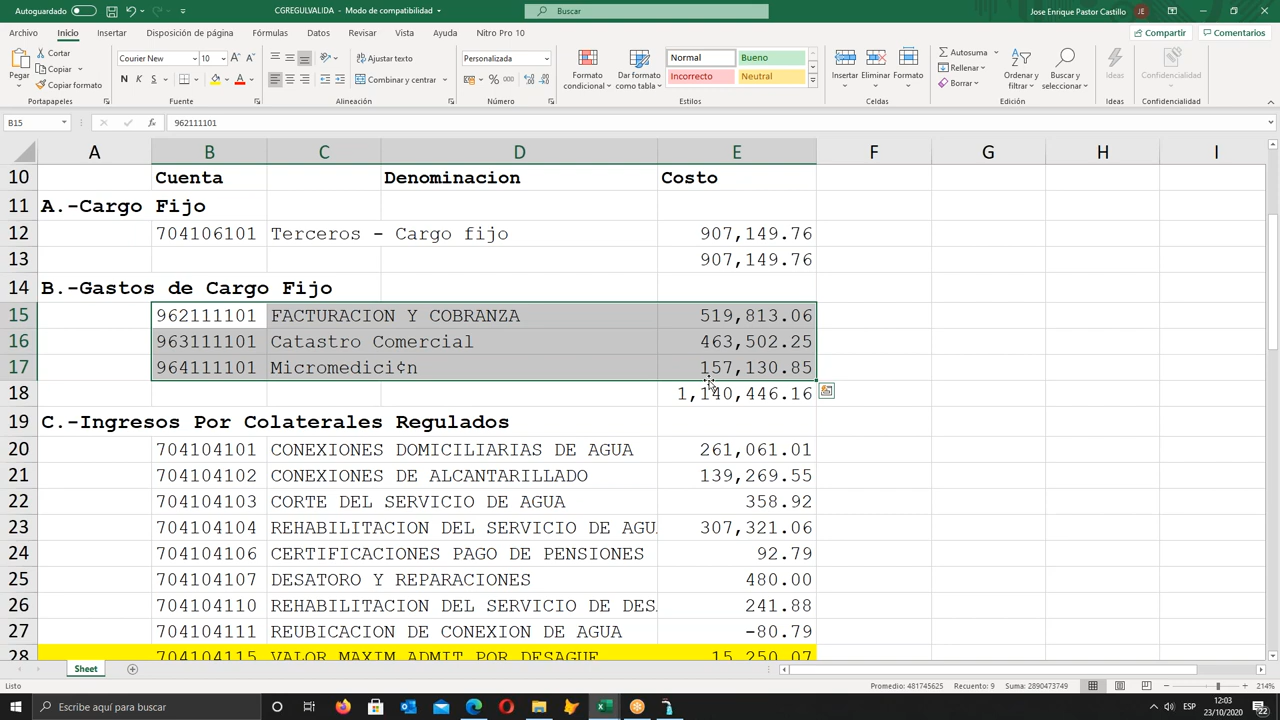 Autoguardado
CGREGULVALIDA - Modo de compatibilidad
Buscar
Jose Enrique Pastor Castillo JE
Archivo Inicio Insertar Disposición de página Fórmulas Datos Revisar Vista Ayuda Nitro Pro 10 Compartir Comentarios
Cortar
Copiar
Copiar formato
Pegar
Portapapeles
Courier New 10
N K S
Fuente
Ajustar texto
Combinar y centrar
Alineación
Personalizada
% 000
Número
Formato condicional
Dar formato como tabla
Normal Bueno
Incorrecto Neutral
Estilos
Insertar Eliminar Formato
Celdas
Autosuma
Rellenar
Borrar
Ordenar y filtrar
Buscar y seleccionar
Edición
Ideas
Ideas
Confidencialidad
Confidencialidad
B15 fx 962111101
A B C D E F G H I
10 Cuenta Denominacion Costo
11 A.-Cargo Fijo
12 704106101 Terceros - Cargo fijo 907,149.76
13 907,149.76
14 B.-Gastos de Cargo Fijo
15 962111101 FACTURACION Y COBRANZA 519,813.06
16 963111101 Catastro Comercial 463,502.25
17 964111101 Micromedici¢n 157,130.85
18 1,140,446.16
19 C.-Ingresos Por Colaterales Regulados
20 704104101 CONEXIONES DOMICILIARIAS DE AGUA 261,061.01
21 704104102 CONEXIONES DE ALCANTARILLADO 139,269.55
22 704104103 CORTE DEL SERVICIO DE AGUA 358.92
23 704104104 REHABILITACION DEL SERVICIO DE AGU 307,321.06
24 704104106 CERTIFICACIONES PAGO DE PENSIONES 92.79
25 704104107 DESATORO Y REPARACIONES 480.00
26 704104110 REHABILITACION DEL SERVICIO DE DES 241.88
27 704104111 REUBICACION DE CONEXION DE AGUA -80.79
28 704104115 VALOR MAXIM ADMIT POR DESAGUE 15,250.07
Sheet
Listo Promedio: 481745625 Recuento: 9 Suma: 2890473749 214%
Escribe aquí para buscar
ESP
12:03
23/10/2020
22